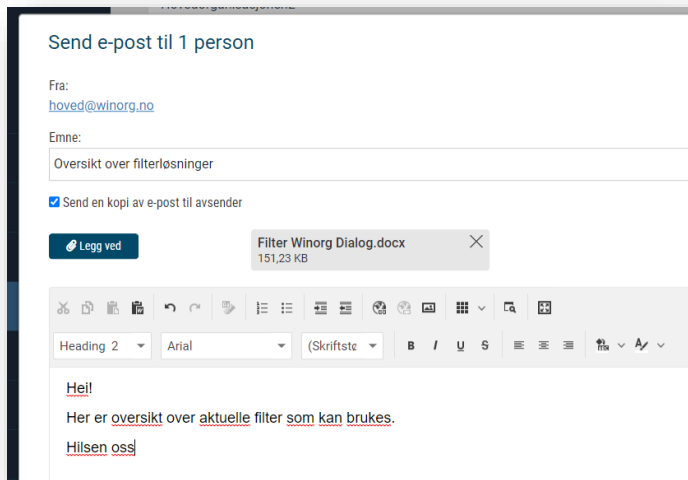 Hovedorganisasjonen2
Send e-post til 1 person
Fra:
hoved@winorg.no
Emne:
Oversikt over filterløsninger
Send en kopi av e-post til avsender
Legg ved
Filter Winorg Dialog.docx
151,23 KB
Heading 2 Arial (Skriftstø B I U S
Hei!
Her er oversikt over aktuelle filter som kan brukes.
Hilsen oss